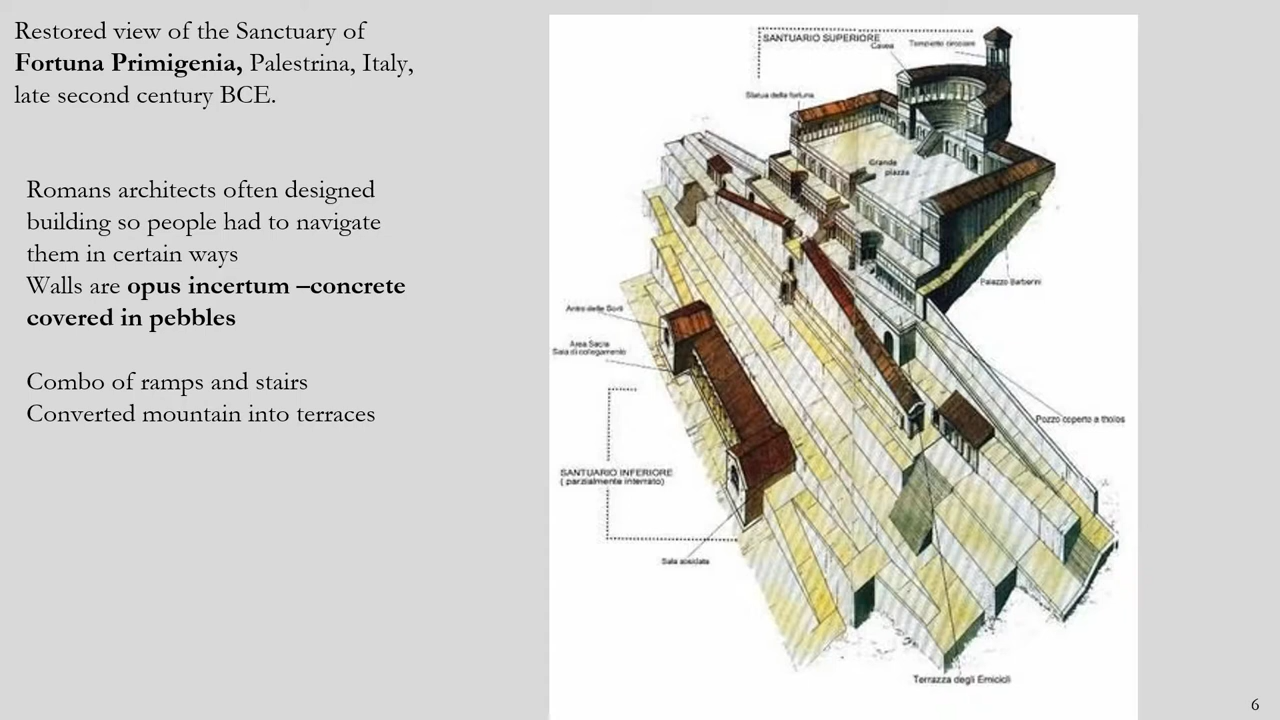 Restored view of the Sanctuary of
Fortuna Primigenia, Palestrina, Italy,
late second century BCE.
Romans architects often designed
building so people had to navigate
them in certain ways
Walls are opus incertum –concrete
covered in pebbles
Combo of ramps and stairs
Converted mountain into terraces
SANTUARIO SUPERIORE
Cavea
Tempietto circolare
Statua della fortuna
Grande
piazza
Palazzo Barberini
Antro delle Sorti
Area Sacra
Sala di collegamento
Pozzo coperto a tholos
SANTUARIO INFERIORE
( parzialmente interrato)
Sala absidata
Terrazza degli Emicicli
6